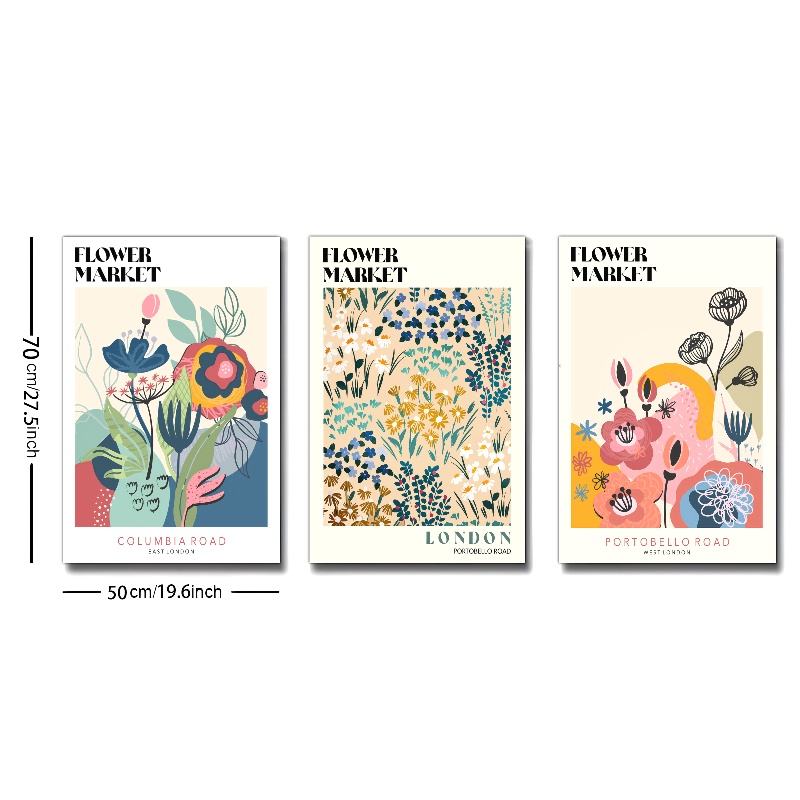 FLOWER
MARKET
COLUMBIA ROAD
EAST LONDON
FLOWER
MARKET
LONDON
PORTOBELLO ROAD
FLOWER
MARKET
PORTOBELLO ROAD
WEST LONDON
70cm/27.5inch
50cm/19.6inch